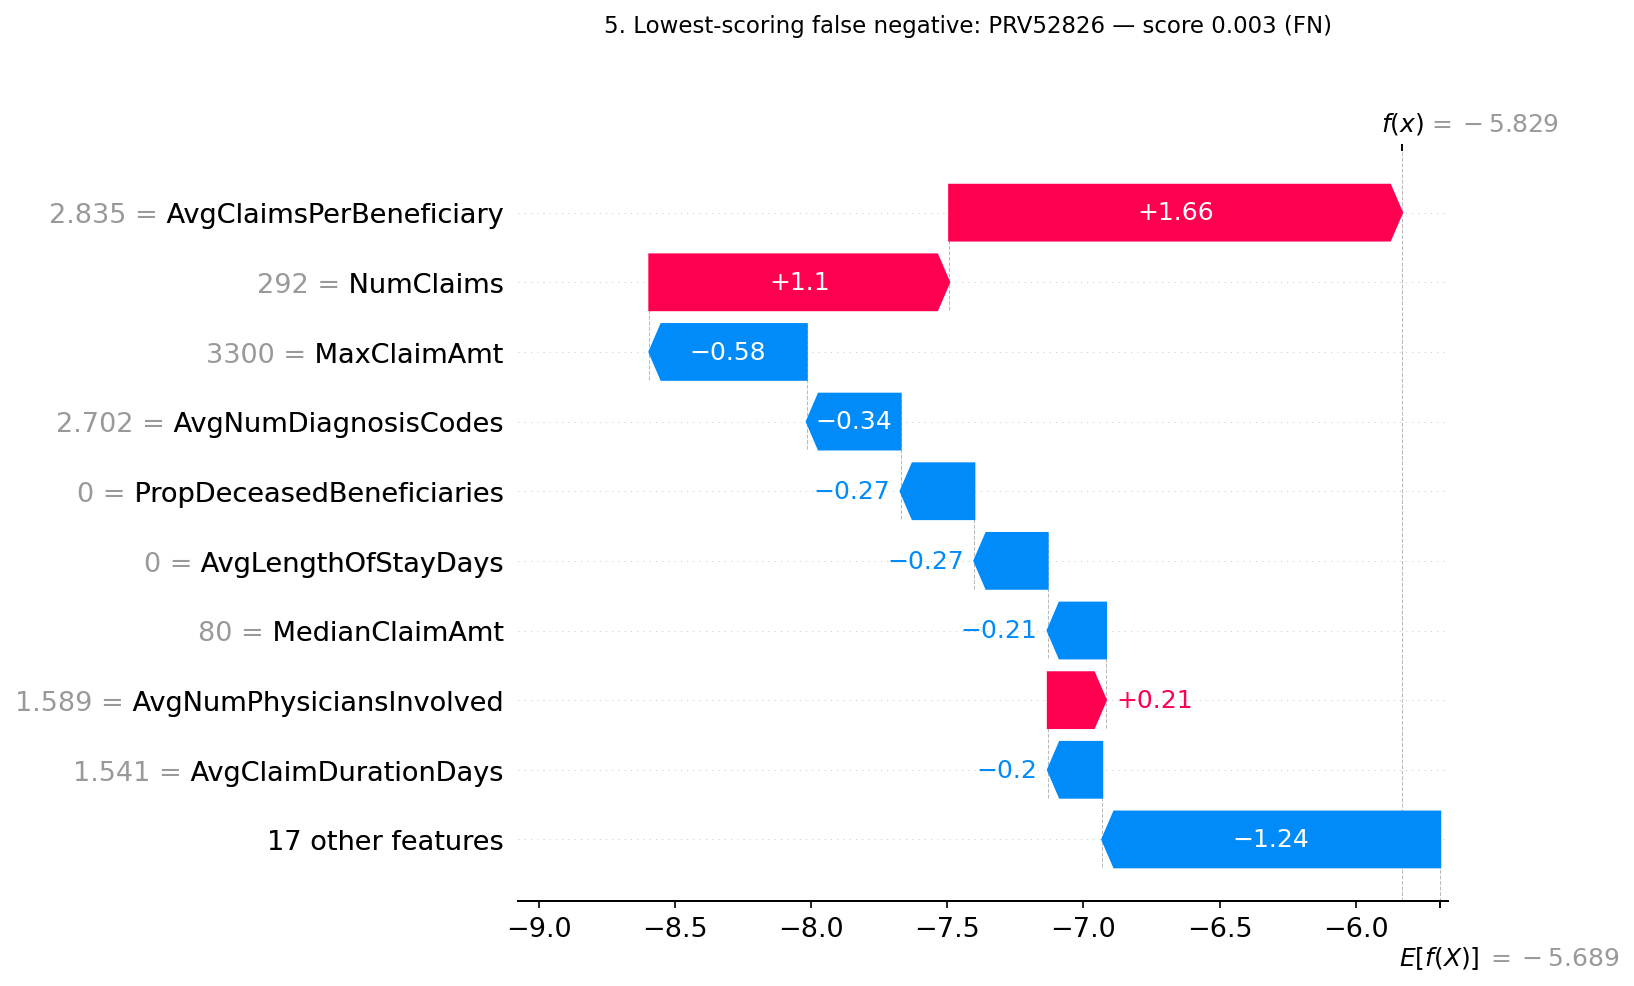 5. Lowest-scoring false negative: PRV52826 — score 0.003 (FN)
f(x) = −5.829
2.835 = AvgClaimsPerBeneficiary +1.66
292 = NumClaims +1.1
3300 = MaxClaimAmt −0.58
2.702 = AvgNumDiagnosisCodes −0.34
0 = PropDeceasedBeneficiaries −0.27
0 = AvgLengthOfStayDays −0.27
80 = MedianClaimAmt −0.21
1.589 = AvgNumPhysiciansInvolved +0.21
1.541 = AvgClaimDurationDays −0.2
17 other features −1.24
−9.0 −8.5 −8.0 −7.5 −7.0 −6.5 −6.0
E[f(X)] = −5.689